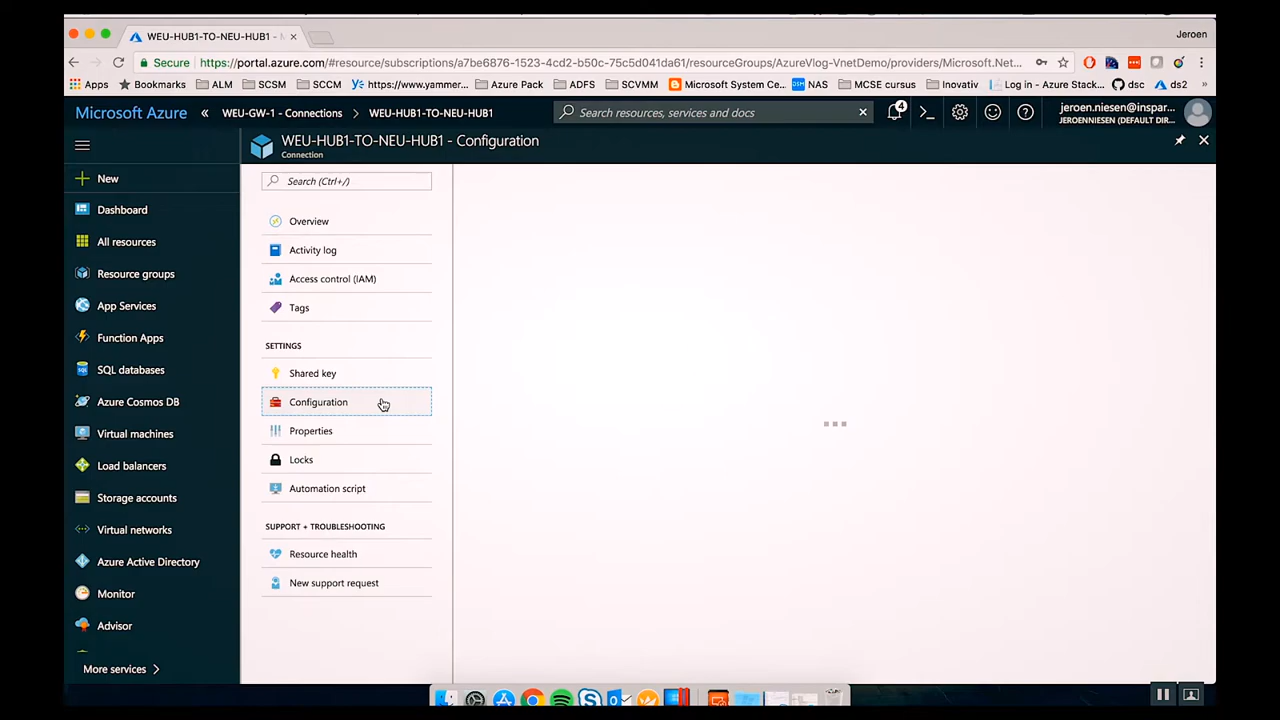 WEU-HUB1-TO-NEU-HUB1 -
Jeroen
Secure
https://portal.azure.com/#resource/subscriptions/a7be6876-1523-4cd2-b50c-75c5d041da61/resourceGroups/AzureVlog-VnetDemo/providers/Microsoft.Net...
Apps
Bookmarks
ALM
SCSM
SCCM
https://www.yammer...
Azure Pack
ADFS
SCVMM
Microsoft System Ce...
NAS
MCSE cursus
Inovativ
Log in - Azure Stack...
dsc
ds2
Microsoft Azure
WEU-GW-1 - Connections
WEU-HUB1-TO-NEU-HUB1
Search resources, services and docs
4
jeroen.niesen@inspar...
JEROENNIESEN (DEFAULT DIR...
WEU-HUB1-TO-NEU-HUB1 - Configuration
Connection
New
Dashboard
All resources
Resource groups
App Services
Function Apps
SQL databases
Azure Cosmos DB
Virtual machines
Load balancers
Storage accounts
Virtual networks
Azure Active Directory
Monitor
Advisor
More services
Search (Ctrl+/)
Overview
Activity log
Access control (IAM)
Tags
SETTINGS
Shared key
Configuration
Properties
Locks
Automation script
SUPPORT + TROUBLESHOOTING
Resource health
New support request